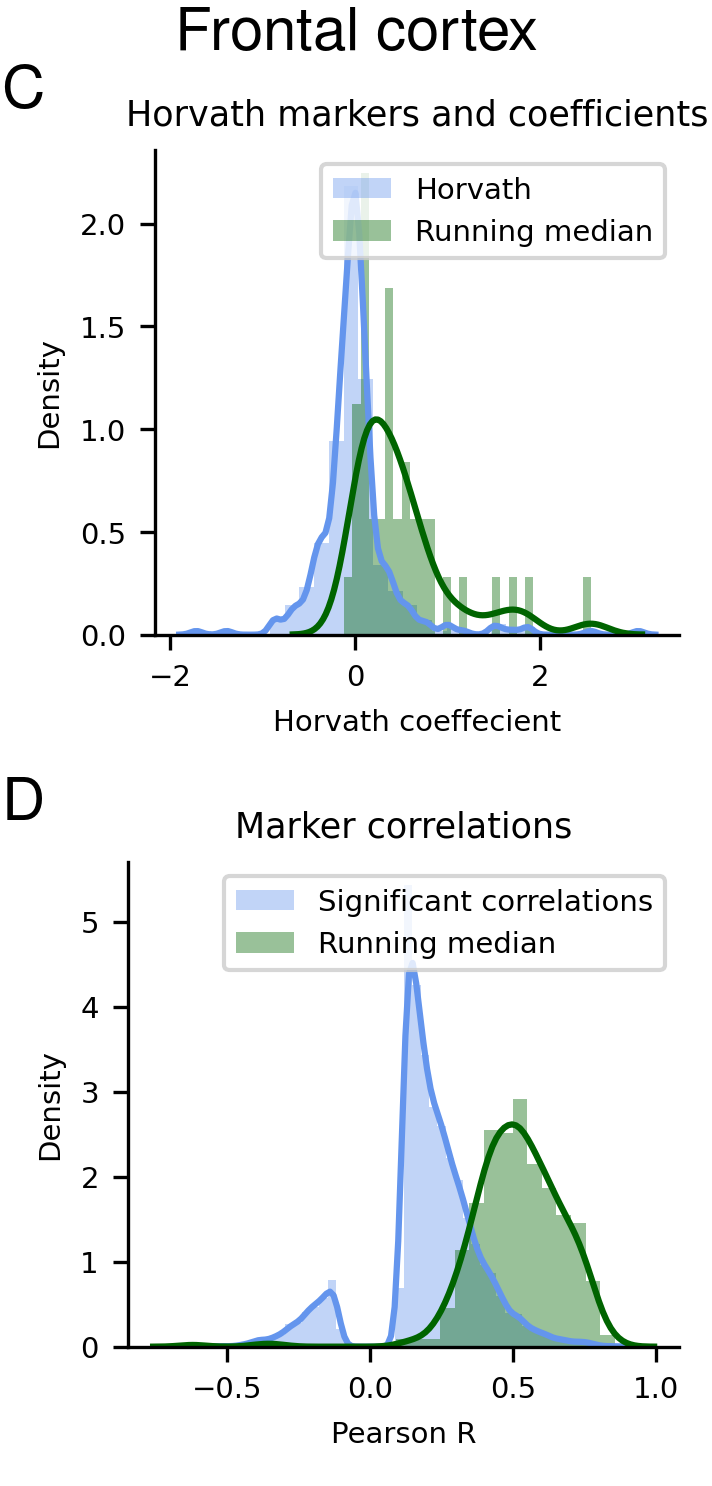 Frontal cortex
C
Horvath markers and coefficients
Horvath
Running median
2.0
1.5
1.0
0.5
0.0
Density
−2 0 2
Horvath coeffecient
D
Marker correlations
Significant correlations
Running median
5
4
3
2
1
0
Density
−0.5 0.0 0.5 1.0
Pearson R